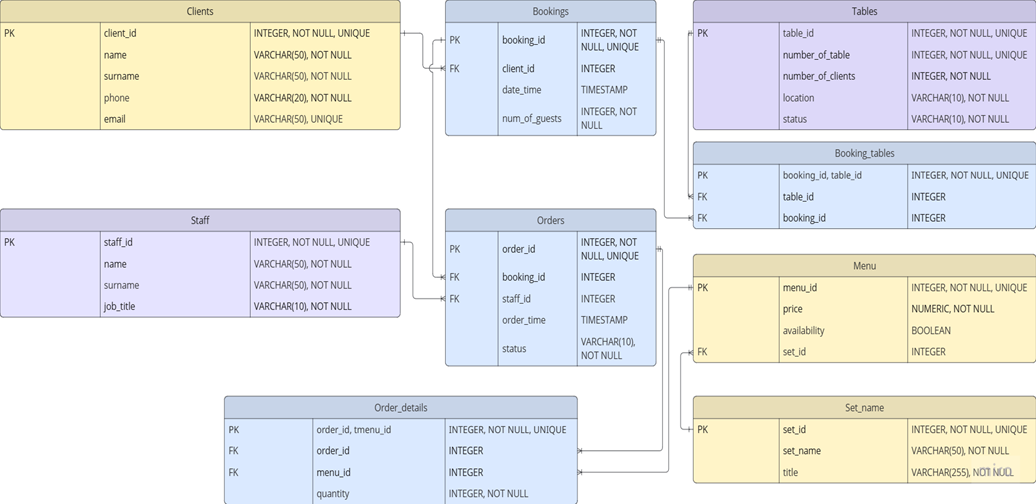 Clients
PK client_id INTEGER, NOT NULL, UNIQUE
name VARCHAR(50), NOT NULL
surname VARCHAR(50), NOT NULL
phone VARCHAR(20), NOT NULL
email VARCHAR(50), UNIQUE
Bookings
PK booking_id INTEGER, NOT
NULL, UNIQUE
FK client_id INTEGER
date_time TIMESTAMP
num_of_guests INTEGER, NOT
NULL
Tables
PK table_id INTEGER, NOT NULL, UNIQUE
number_of_table INTEGER, NOT NULL, UNIQUE
number_of_clients INTEGER, NOT NULL
location VARCHAR(10), NOT NULL
status VARCHAR(10), NOT NULL
Booking_tables
PK booking_id, table_id INTEGER, NOT NULL, UNIQUE
FK table_id INTEGER
FK booking_id INTEGER
Staff
PK staff_id INTEGER, NOT NULL, UNIQUE
name VARCHAR(50), NOT NULL
surname VARCHAR(50), NOT NULL
job_title VARCHAR(10), NOT NULL
Orders
PK order_id INTEGER, NOT
NULL, UNIQUE
FK booking_id INTEGER
FK staff_id INTEGER
order_time TIMESTAMP
status VARCHAR(10),
NOT NULL
Menu
PK menu_id INTEGER, NOT NULL, UNIQUE
price NUMERIC, NOT NULL
availability BOOLEAN
FK set_id INTEGER
Order_details
PK order_id, tmenu_id INTEGER, NOT NULL, UNIQUE
FK order_id INTEGER
FK menu_id INTEGER
quantity INTEGER, NOT NULL
Set_name
PK set_id INTEGER, NOT NULL, UNIQUE
set_name VARCHAR(50), NOT NULL
title VARCHAR(255), NOT NULL
miro